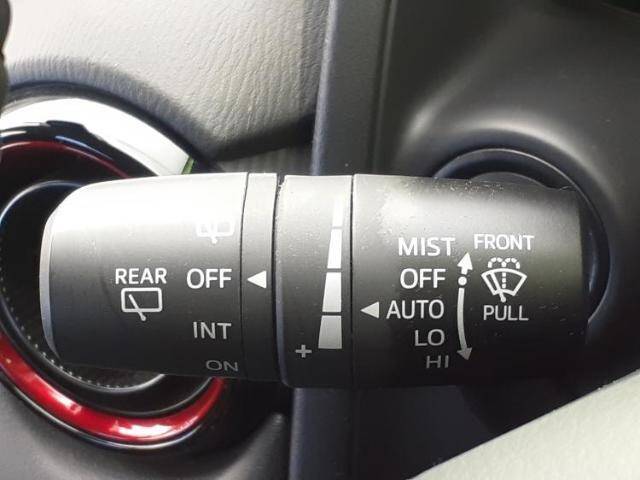 REAR
OFF
INT
ON
+
MIST
OFF
AUTO
LO
HI
FRONT
PULL